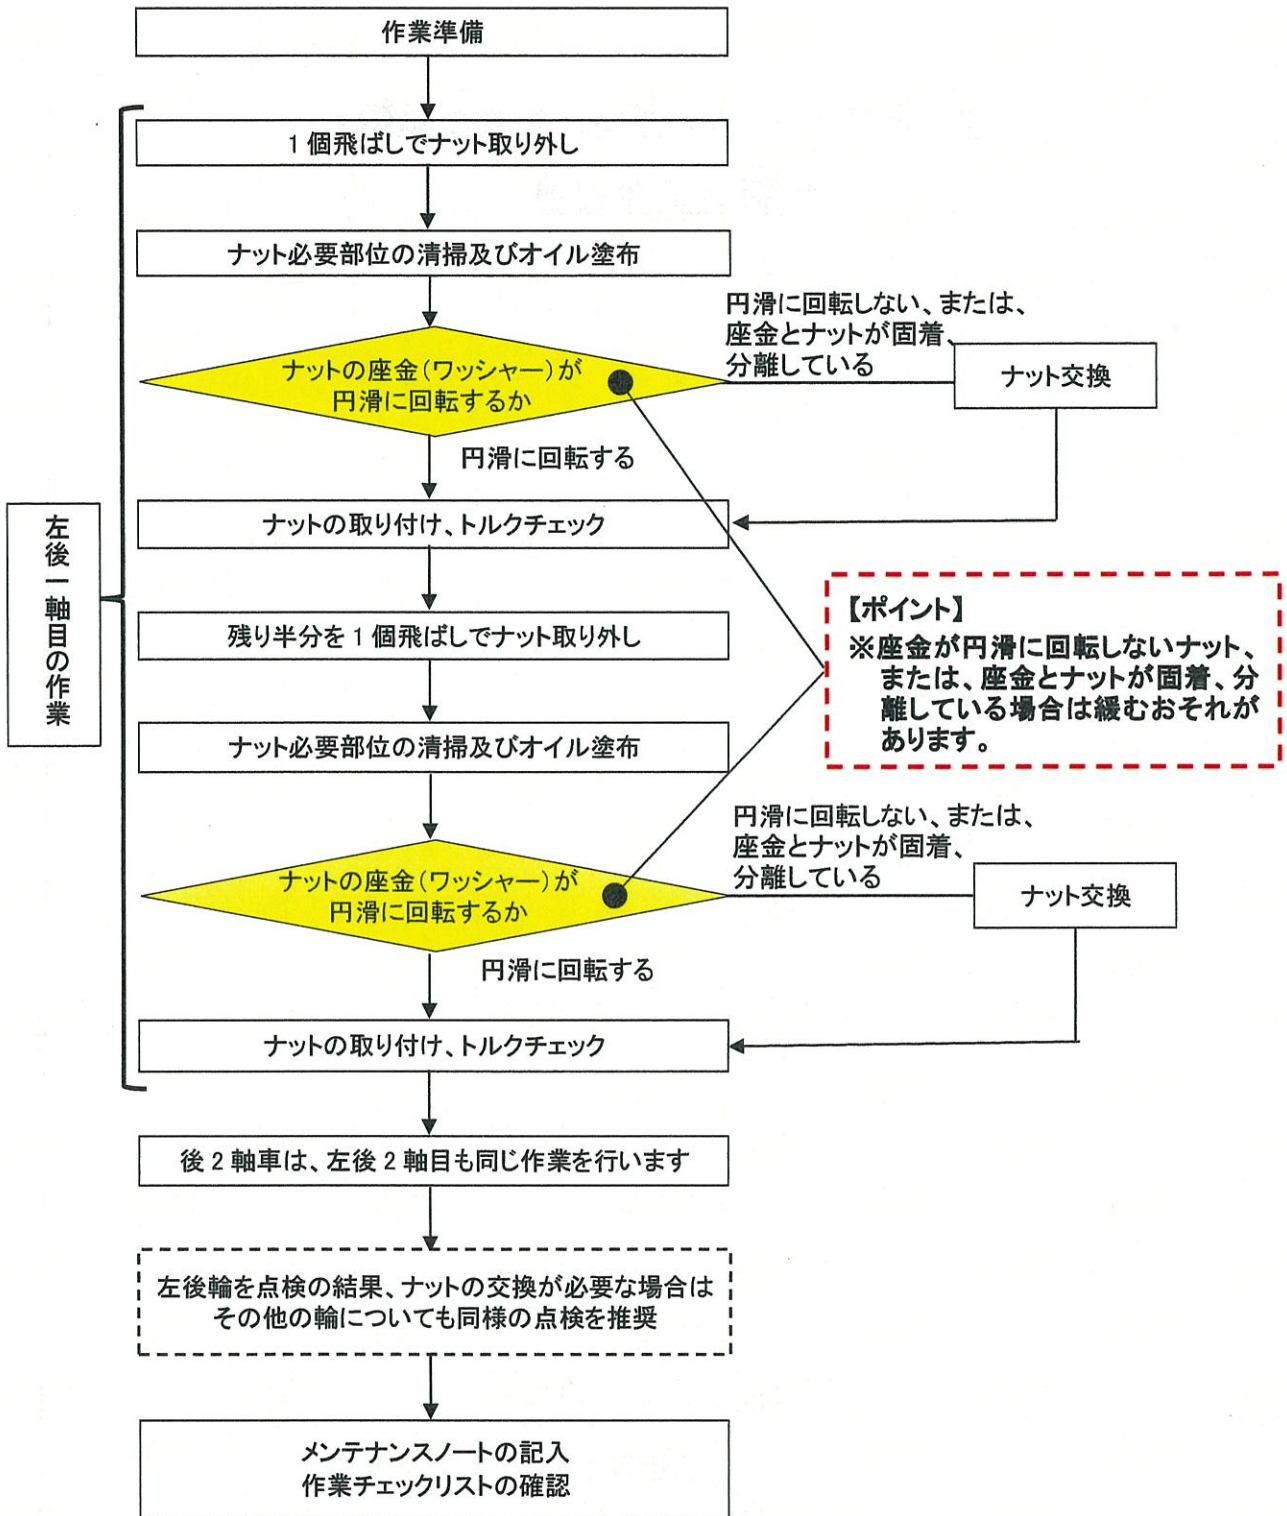 作業準備
1個飛ばしでナット取り外し
ナット必要部位の清掃及びオイル塗布
円滑に回転しない、または、
座金とナットが固着、
分離している
ナットの座金(ワッシャー)が
円滑に回転するか
ナット交換
円滑に回転する
ナットの取り付け、トルクチェック
左後一軸目の作業
残り半分を1個飛ばしでナット取り外し
【ポイント】
※座金が円滑に回転しないナット、
または、座金とナットが固着、分
離している場合は緩むおそれが
あります。
ナット必要部位の清掃及びオイル塗布
円滑に回転しない、または、
座金とナットが固着、
分離している
ナットの座金(ワッシャー)が
円滑に回転するか
ナット交換
円滑に回転する
ナットの取り付け、トルクチェック
後2軸車は、左後2軸目も同じ作業を行います
左後輪を点検の結果、ナットの交換が必要な場合は
その他の輪についても同様の点検を推奨
メンテナンスノートの記入
作業チェックリストの確認